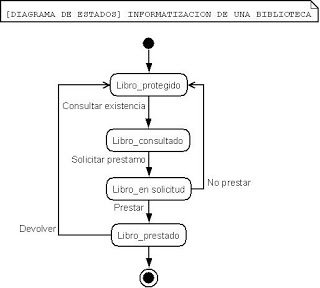 [DIAGRAMA DE ESTADOS] INFORMATIZACION DE UNA BIBLIOTECA
Libro_protegido
Consultar existencia
Libro_consultado
Solicitar prestamo
Libro_en solicitud
No prestar
Prestar
Devolver
Libro_prestado